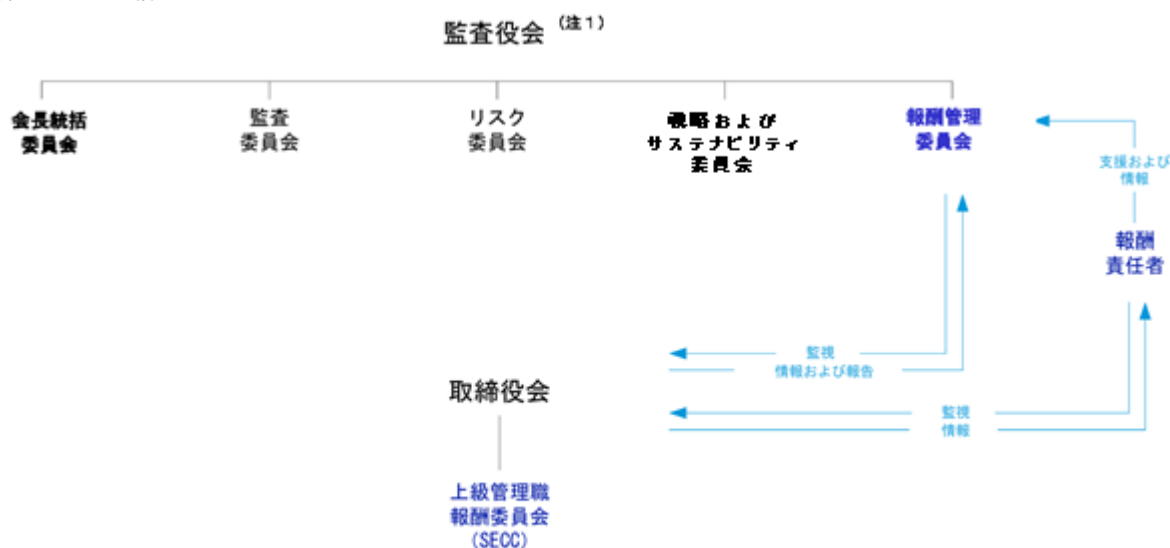 監査役会 (注1)
会長統括
委員会
監査
委員会
リスク
委員会
戦略および
サステナビリティ
委員会
報酬管理
委員会
支援および
情報
報酬
責任者
監視
情報および報告
取締役会
監視
情報
上級管理職
報酬委員会
(SECC)